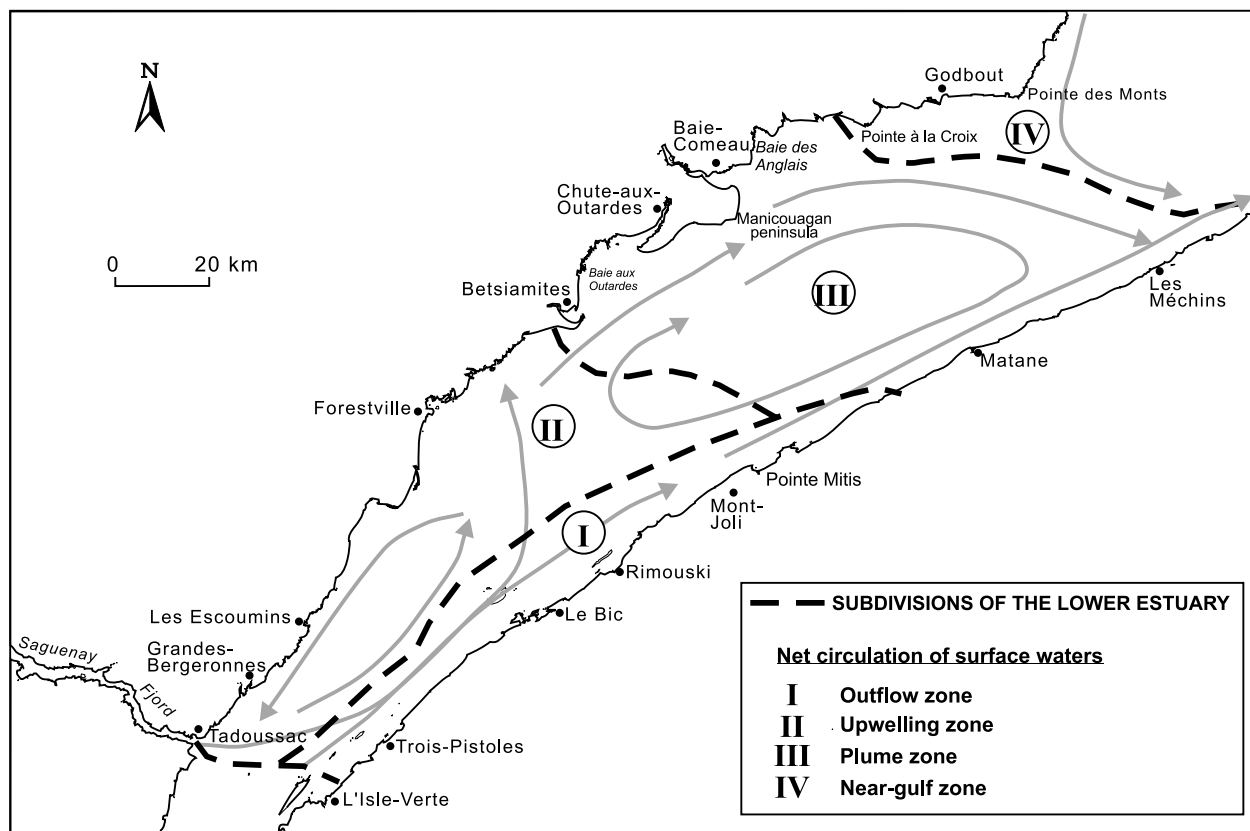 N
Godbout
Pointe des Monts
IV
Pointe à la Croix
Baie-
Comeau
Baie des
Anglais
Chute-aux-
Outardes
Manicouagan
peninsula
0 20 km
Baie aux
Outardes
Betsiamites
III
Les
Méchins
Matane
Forestville
II
Pointe Mitis
Mont-
Joli
I
Rimouski
Le Bic
Les Escoumins
Grandes-
Bergeronnes
Saguenay
Fjord
Tadoussac
Trois-Pistoles
L'Isle-Verte
SUBDIVISIONS OF THE LOWER ESTUARY
Net circulation of surface waters
I Outflow zone
II Upwelling zone
III Plume zone
IV Near-gulf zone